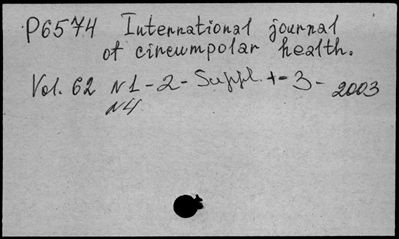 P6574 International journal
of circumpolar health.
Vol. 62 N1-2- Suppl. +-3- 2003
N4